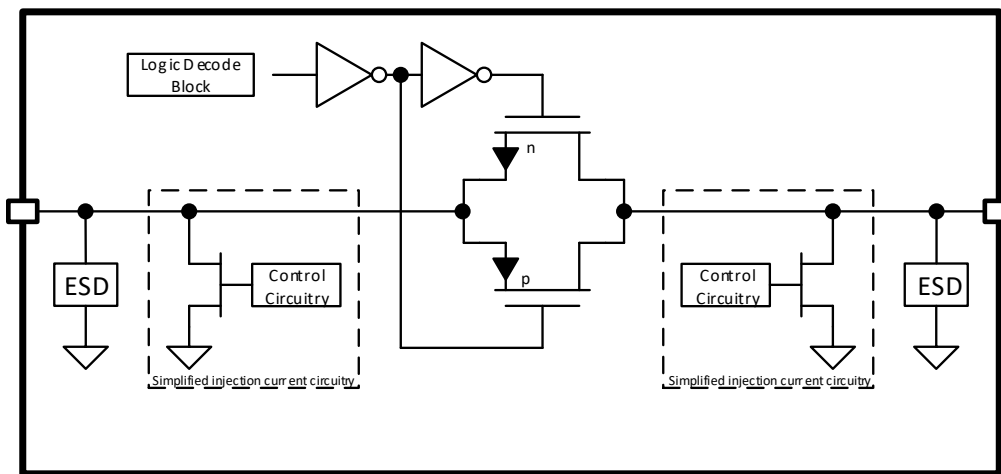 Logic Decode
Block
n
p
ESD
Control
Circuitry
Simplified injection current circuitry
Control
Circuitry
Simplified injection current circuitry
ESD